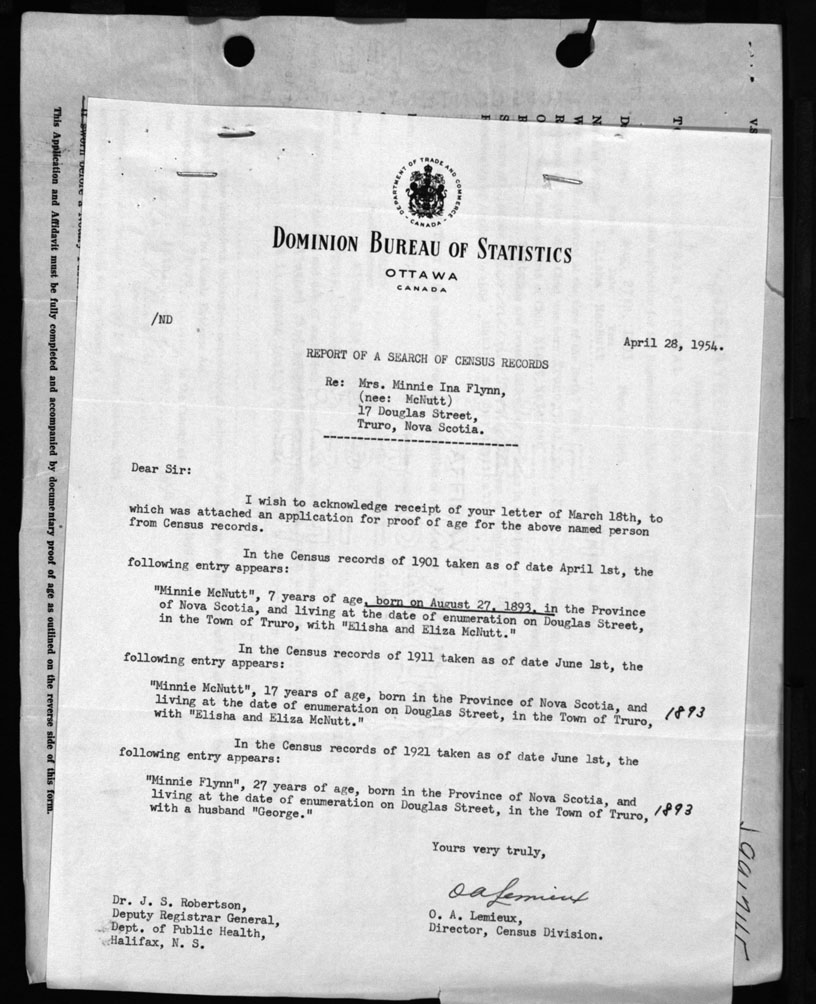 DEPARTMENT OF TRADE AND COMMERCE
CANADA
DOMINION BUREAU OF STATISTICS
OTTAWA
CANADA
/ND
April 28, 1954.
REPORT OF A SEARCH OF CENSUS RECORDS
Re: Mrs. Minnie Ina Flynn,
(nee: McNutt)
17 Douglas Street,
Truro, Nova Scotia.
Dear Sir:
I wish to acknowledge receipt of your letter of March 18th, to
which was attached an application for proof of age for the above named person
from Census records.
In the Census records of 1901 taken as of date April 1st, the
following entry appears:
"Minnie McNutt", 7 years of age, born on August 27, 1893, in the Province
of Nova Scotia, and living at the date of enumeration on Douglas Street,
in the Town of Truro, with "Elisha and Eliza McNutt."
In the Census records of 1911 taken as of date June 1st, the
following entry appears:
"Minnie McNutt", 17 years of age, born in the Province of Nova Scotia, and
living at the date of enumeration on Douglas Street, in the Town of Truro, 1893
with "Elisha and Eliza McNutt."
In the Census records of 1921 taken as of date June 1st, the
following entry appears:
"Minnie Flynn", 27 years of age, born in the Province of Nova Scotia, and
living at the date of enumeration on Douglas Street, in the Town of Truro, 1893
with a husband "George."
Yours very truly,
O A Lemieux
O. A. Lemieux,
Director, Census Division.
Dr. J. S. Robertson,
Deputy Registrar General,
Dept. of Public Health,
Halifax, N. S.
This Application and Affidavit must be fully completed and accompanied by documentary proof of age as outlined on the reverse side of this form.